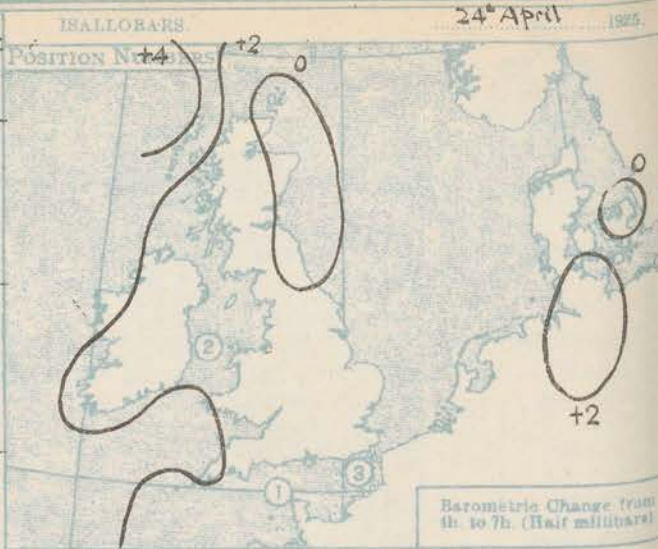 ISALLOBARS.
24th April 1925.
POSITION NUMBERS
+4
+2
0
0
2
+2
1
3
Barometric Change from
1h. to 7h. (Half millibars)